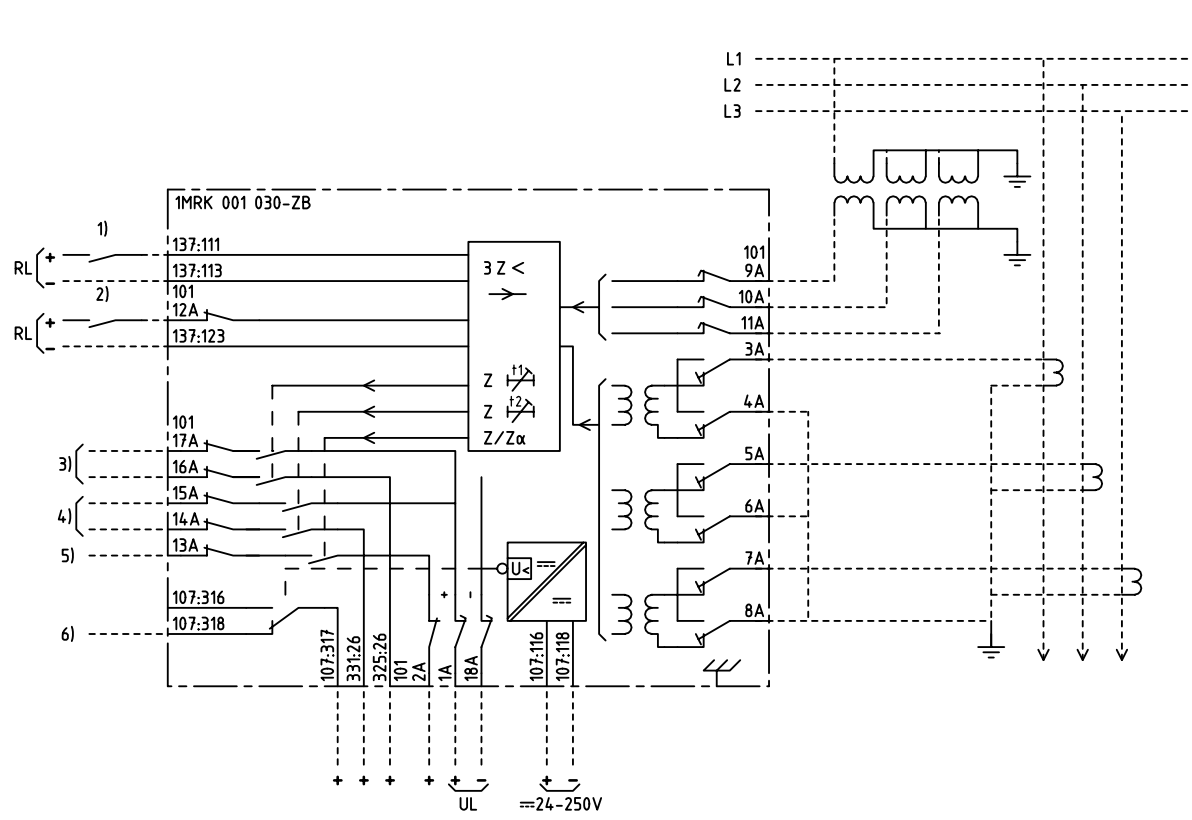 L1
L2
L3
1MRK 001 030-ZB
1)
137:111
RL + −
137:113
2)
101
12A
RL + −
137:123
3Z<
Z t1
Z t2
Z/Zα
101
9A
10A
11A
3A
4A
5A
6A
7A
8A
101
17A
3)
16A
15A
4)
14A
13A
5)
U<
+ -
107:316
107:318
6)
107:317
331:26
325:26
101
2A
1A
18A
107:116
107:118
+ + + + + − + −
UL
⎓24-250V